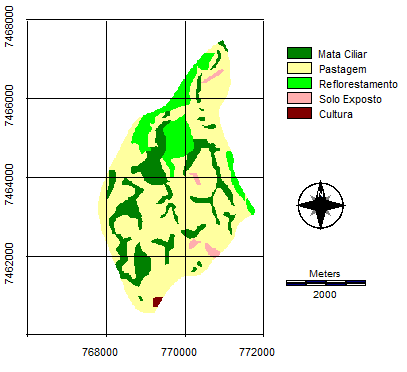 7468000
7466000
7464000
7462000
768000
770000
772000
Mata Ciliar
Pastagem
Reflorestamento
Solo Exposto
Cultura
Meters
2000